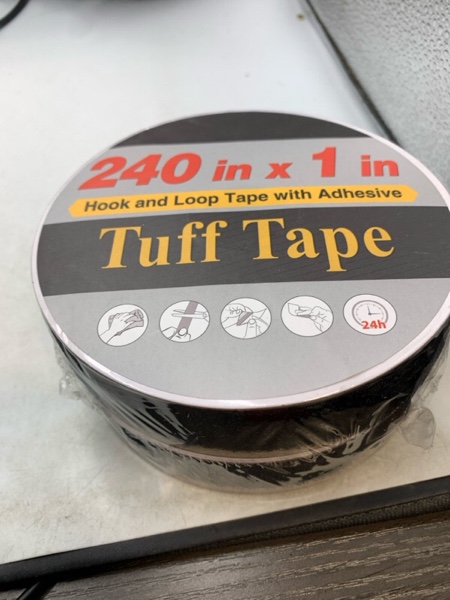 240 in x 1 in
Hook and Loop Tape with Adhesive
Tuff Tape
24h